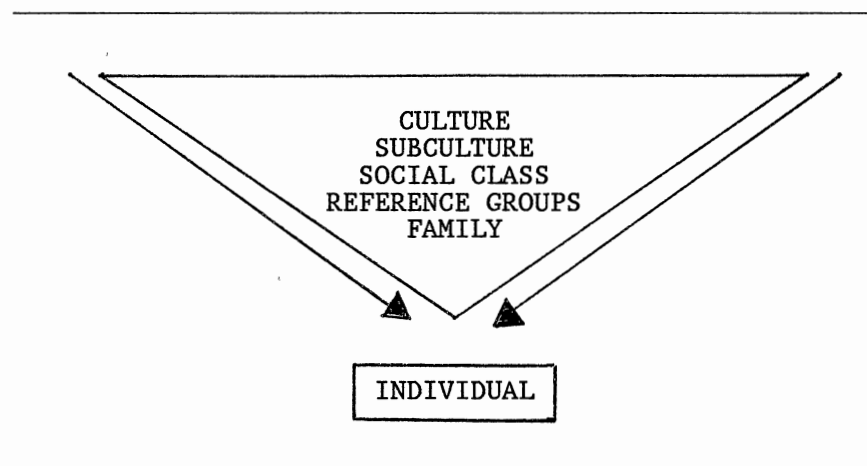 CULTURE
SUBCULTURE
SOCIAL CLASS
REFERENCE GROUPS
FAMILY
INDIVIDUAL